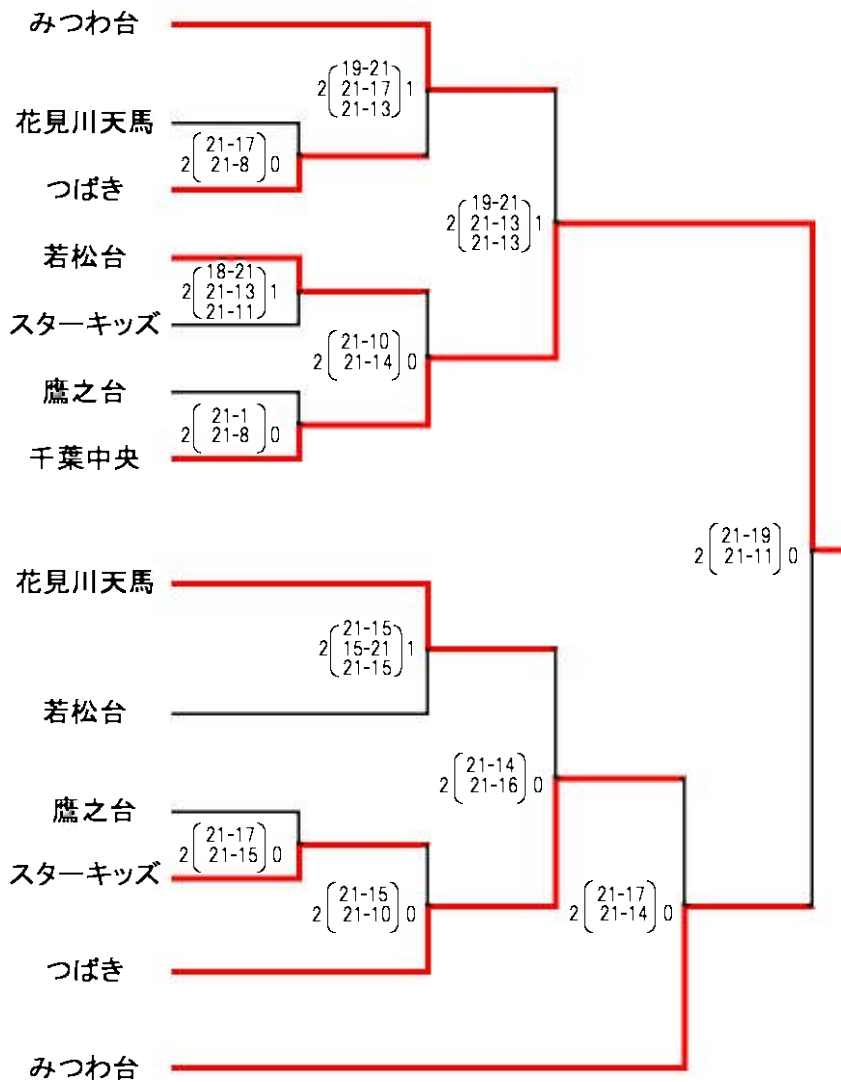 みつわ台
2 19-21 1
21-17
21-13
花見川天馬
2 21-17 0
21-8
つばき
2 19-21 1
21-13
21-13
若松台
2 18-21 1
21-13
21-11
スターキッズ
2 21-10 0
21-14
鷹之台
2 21-1 0
21-8
千葉中央
2 21-19 0
21-11
花見川天馬
2 21-15 1
15-21
21-15
若松台
2 21-14 0
21-16
鷹之台
2 21-17 0
21-15
スターキッズ
2 21-15 0
21-10
2 21-17 0
21-14
つばき
みつわ台